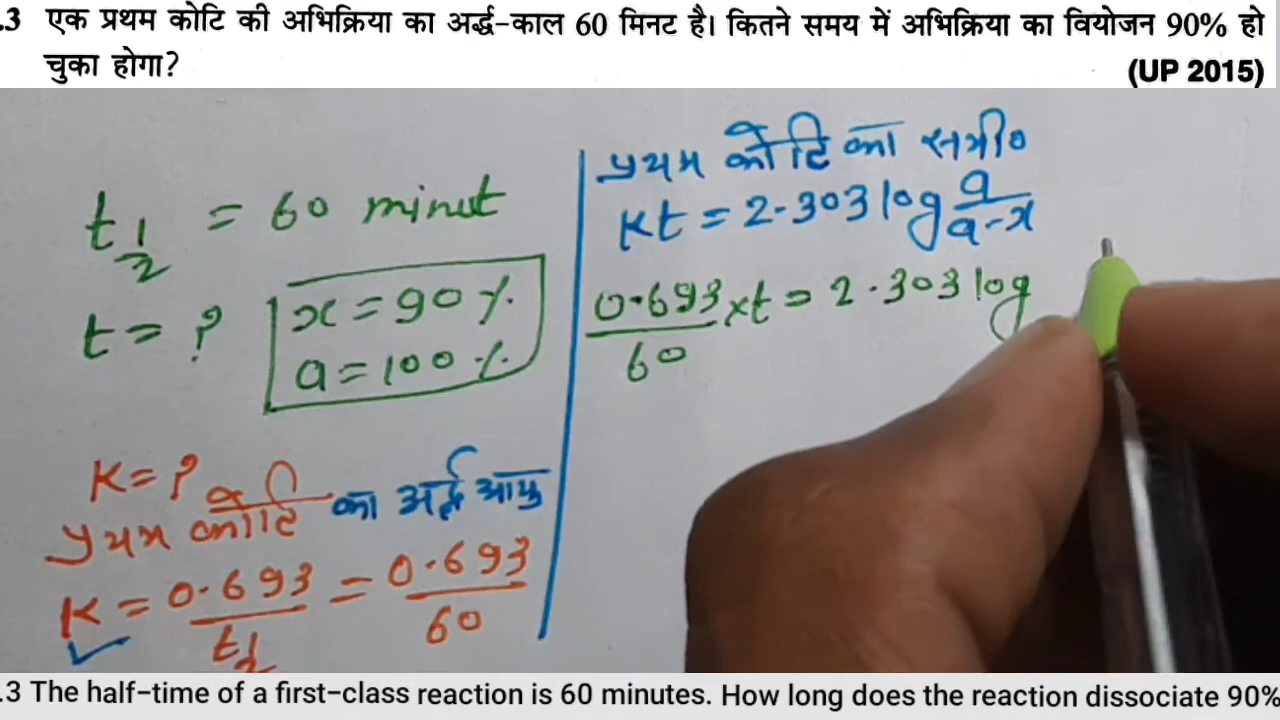 .3 एक प्रथम कोटि की अभिक्रिया का अर्द्ध-काल 60 मिनट है। कितने समय में अभिक्रिया का वियोजन 90% हो
चुका होगा?
(UP 2015)
t 1/2 = 60 minut
t = ?
x = 90 %.
a = 100 %.
K = ?
प्रथम कोटि का अर्द्ध आयु
K = 0.693/t½ = 0.693/60
प्रथम कोटि का समी०
Kt = 2.303 log a/a-x
0.693/60 × t = 2.303 log
.3 The half-time of a first-class reaction is 60 minutes. How long does the reaction dissociate 90%